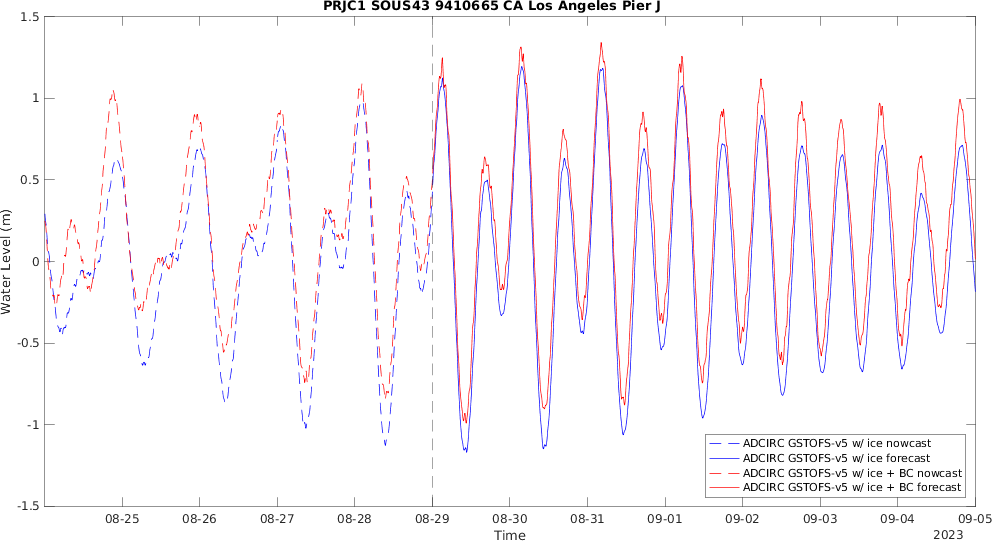 PRJC1 SOUS43 9410665 CA Los Angeles Pier J
1.5
1
0.5
0
-0.5
-1
-1.5
Water Level (m)
08-25 08-26 08-27 08-28 08-29 08-30 08-31 09-01 09-02 09-03 09-04 09-05
Time
2023
ADCIRC GSTOFS-v5 w/ ice nowcast
ADCIRC GSTOFS-v5 w/ ice forecast
ADCIRC GSTOFS-v5 w/ ice + BC nowcast
ADCIRC GSTOFS-v5 w/ ice + BC forecast